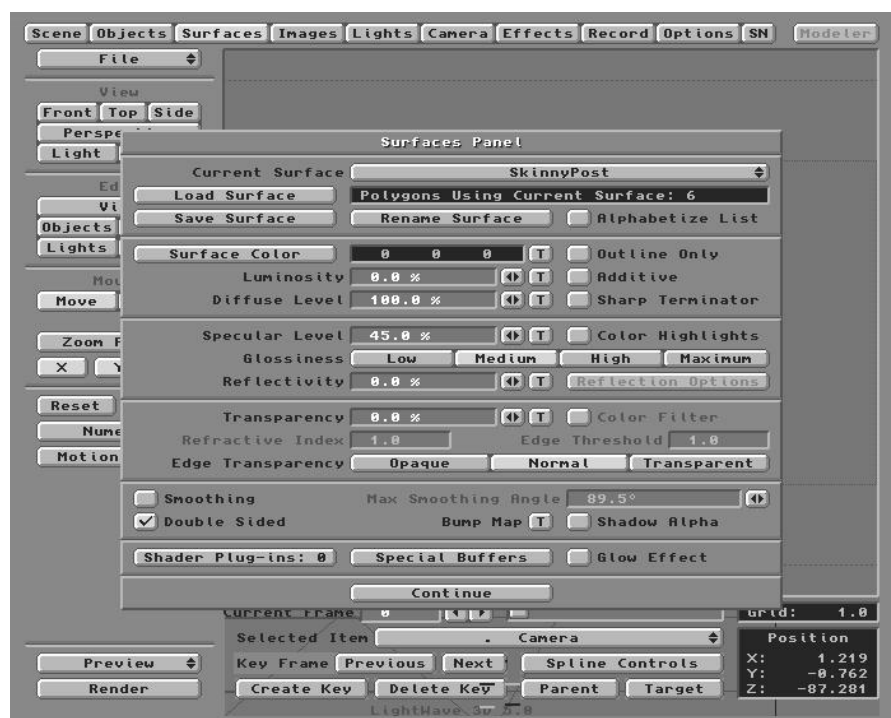 Scene Objects Surfaces Images Lights Camera Effects Record Options SN Modeler
File
View
Front Top Side
Light
Surfaces Panel
Current Surface SkinnyPost
Load Surface Polygons Using Current Surface: 6
Save Surface Rename Surface Alphabetize List
Objects
Lights
Surface Color 0 0 0 T Outline Only
Luminosity 0.0 % T Additive
Move
Diffuse Level 100.0 % T Sharp Terminator
Zoom
Specular Level 45.0 % T Color Highlights
X Y
Glossiness Low Medium High Maximum
Reflectivity 0.0 % T Reflection Options
Reset
Transparency 0.0 % T Color Filter
Refractive Index 1.0 Edge Threshold 1.0
Motion
Edge Transparency Opaque Normal Transparent
Smoothing Max Smoothing Angle 89.5°
Double Sided Bump Map T Shadow Alpha
Shader Plug-ins: 0 Special Buffers Glow Effect
Continue
Current Frame 0 Grid: 1.0
Selected Item . Camera Position
Preview Key Frame Previous Next Spline Controls X: 1.219
Y: -0.762
Render Create Key Delete Key Parent Target Z: -87.281
LightWave 3D 5.0